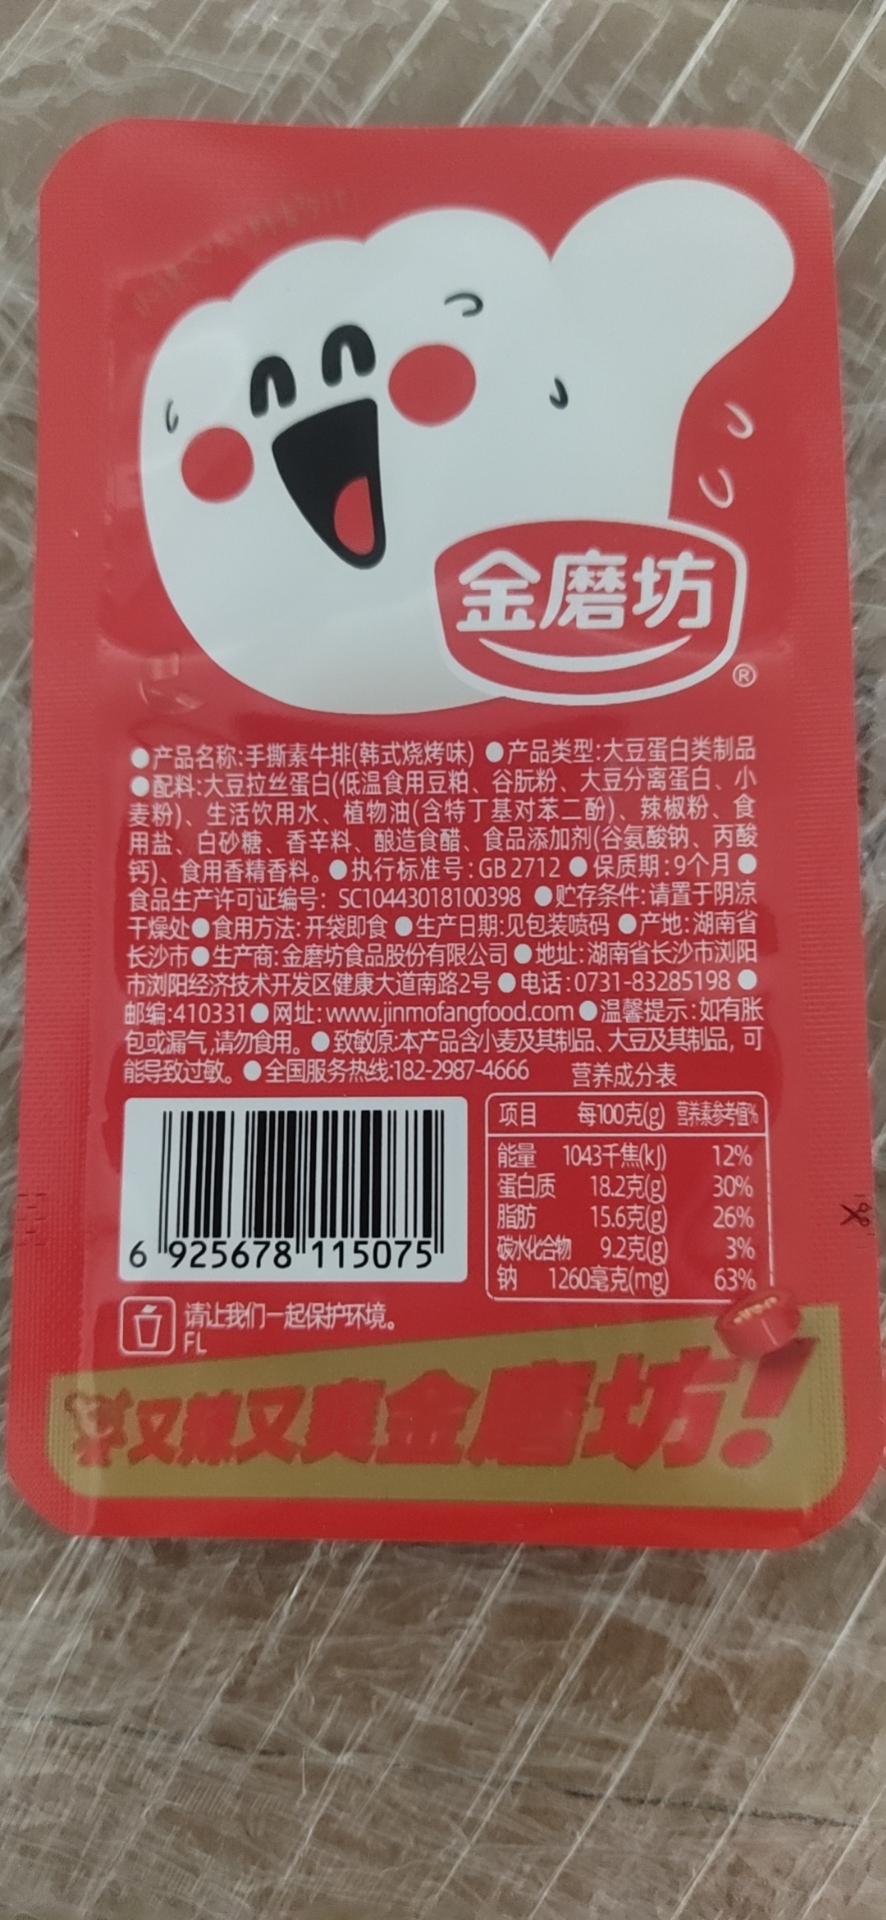 金磨坊
®
●产品名称:手撕素牛排(韩式烧烤味) ●产品类型:大豆蛋白类制品
●配料:大豆拉丝蛋白(低温食用豆粕、谷朊粉、大豆分离蛋白、小
麦粉)、生活饮用水、植物油(含特丁基对苯二酚)、辣椒粉、食
用盐、白砂糖、香辛料、酿造食醋、食品添加剂(谷氨酸钠、丙酸
钙)、食用香精香料。●执行标准号:GB2712 ●保质期:9个月●
食品生产许可证编号: SC10443018100398 ●贮存条件:请置于阴凉
干燥处●食用方法:开袋即食●生产日期:见包装喷码 ●产地:湖南省
长沙市●生产商:金磨坊食品股份有限公司●地址:湖南省长沙市浏阳
市浏阳经济技术开发区健康大道南路2号●电话:0731-83285198●
邮编:410331●网址:www.jinmofangfood.com●温馨提示:如有胀
包或漏气,请勿食用。●致敏原:本产品含小麦及其制品、大豆及其制品,可
能导致过敏。●全国服务热线:182-2987-4666
营养成分表
项目 每100克(g) 营养素参考值%
能量 1043千焦(kJ) 12%
蛋白质 18.2克(g) 30%
脂肪 15.6克(g) 26%
碳水化合物 9.2克(g) 3%
钠 1260毫克(mg) 63%
6 925678 115075
请让我们一起保护环境。
FL
又辣又爽金磨坊!